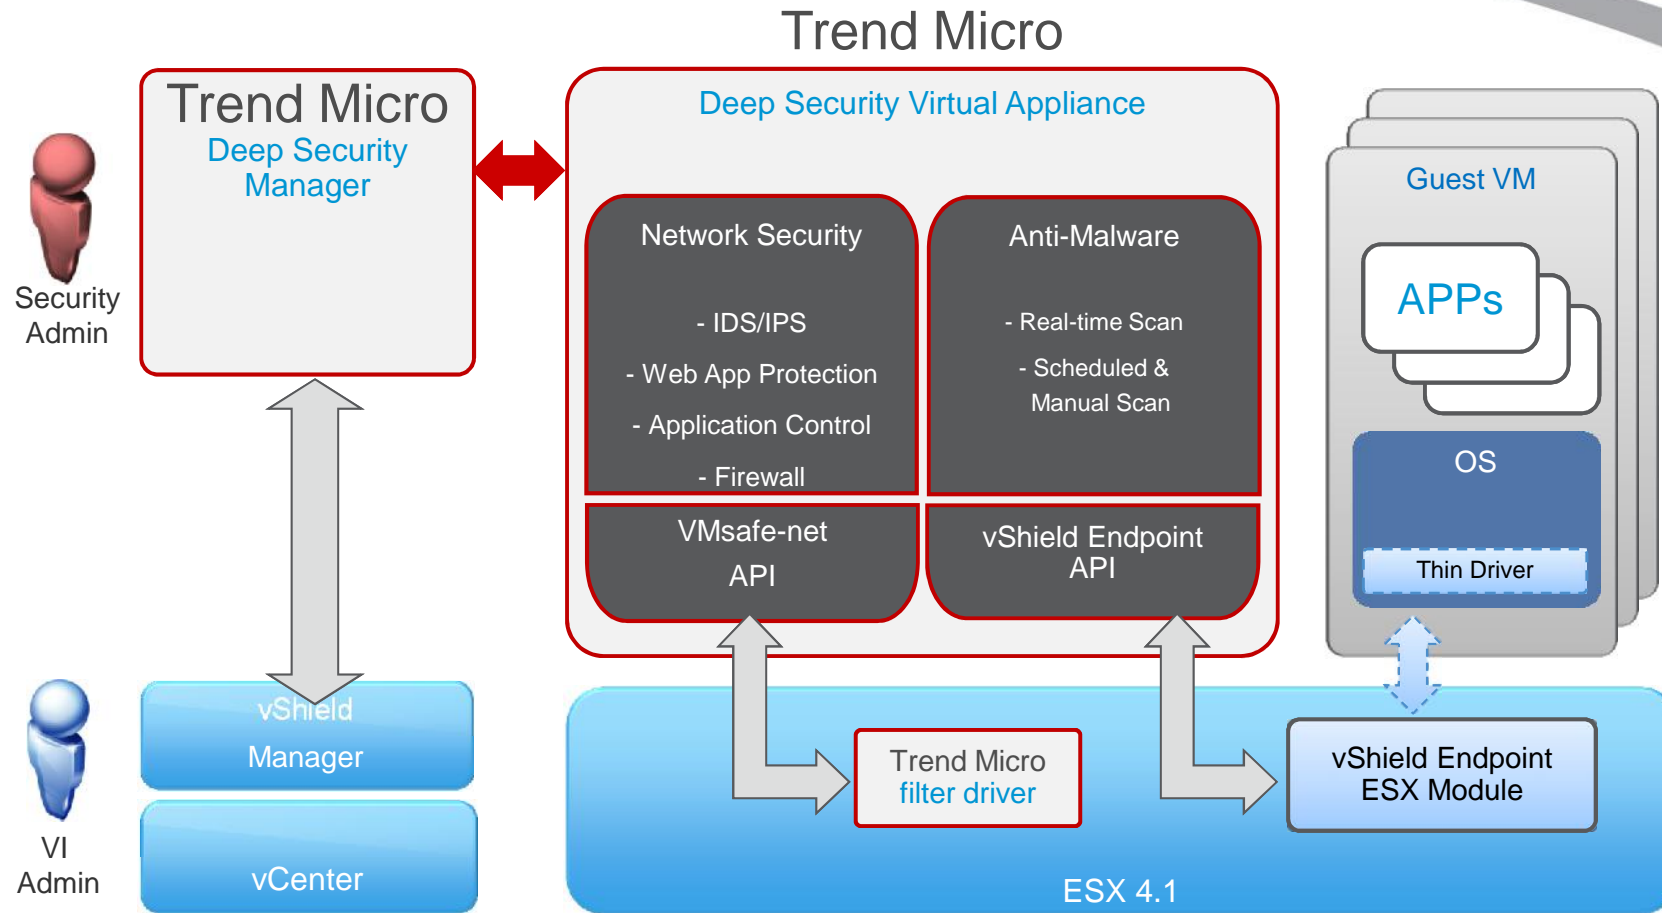 Trend Micro
Trend Micro
Deep Security
Manager
Security
Admin
Deep Security Virtual Appliance
Network Security
- IDS/IPS
- Web App Protection
- Application Control
- Firewall
VMsafe-net
API
Anti-Malware
- Real-time Scan
- Scheduled &
Manual Scan
vShield Endpoint
API
Guest VM
APPs
OS
Thin Driver
vShield
Manager
VI
Admin
vCenter
Trend Micro
filter driver
vShield Endpoint
ESX Module
ESX 4.1